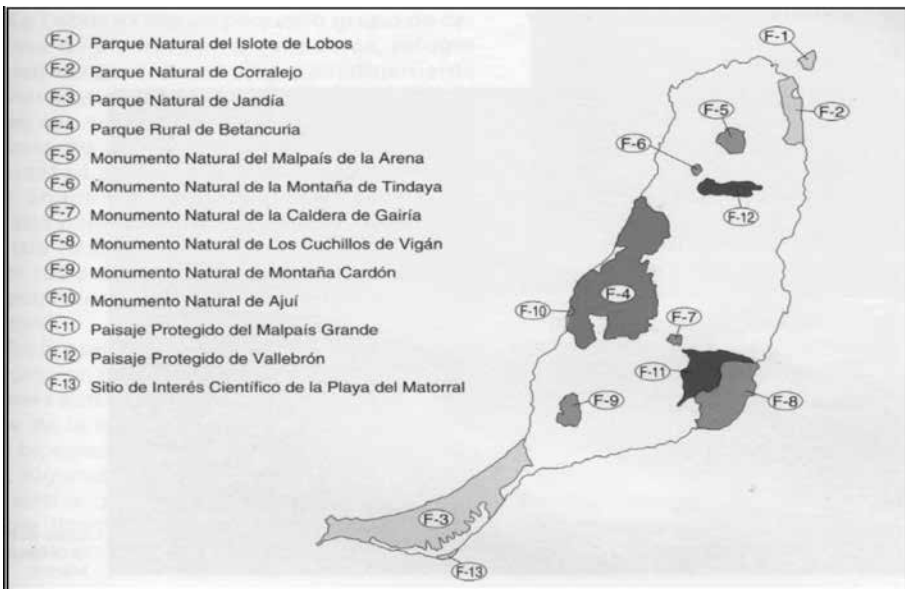 F-1 Parque Natural del Islote de Lobos
F-2 Parque Natural de Corralejo
F-3 Parque Natural de Jandía
F-4 Parque Rural de Betancuria
F-5 Monumento Natural del Malpaís de la Arena
F-6 Monumento Natural de la Montaña de Tindaya
F-7 Monumento Natural de la Caldera de Gairía
F-8 Monumento Natural de Los Cuchillos de Vigán
F-9 Monumento Natural de Montaña Cardón
F-10 Monumento Natural de Ajuí
F-11 Paisaje Protegido del Malpaís Grande
F-12 Paisaje Protegido de Vallebrón
F-13 Sitio de Interés Científico de la Playa del Matorral
F-1
F-2
F-5
F-6
F-12
F-4
F-10
F-7
F-11
F-8
F-9
F-3
F-13